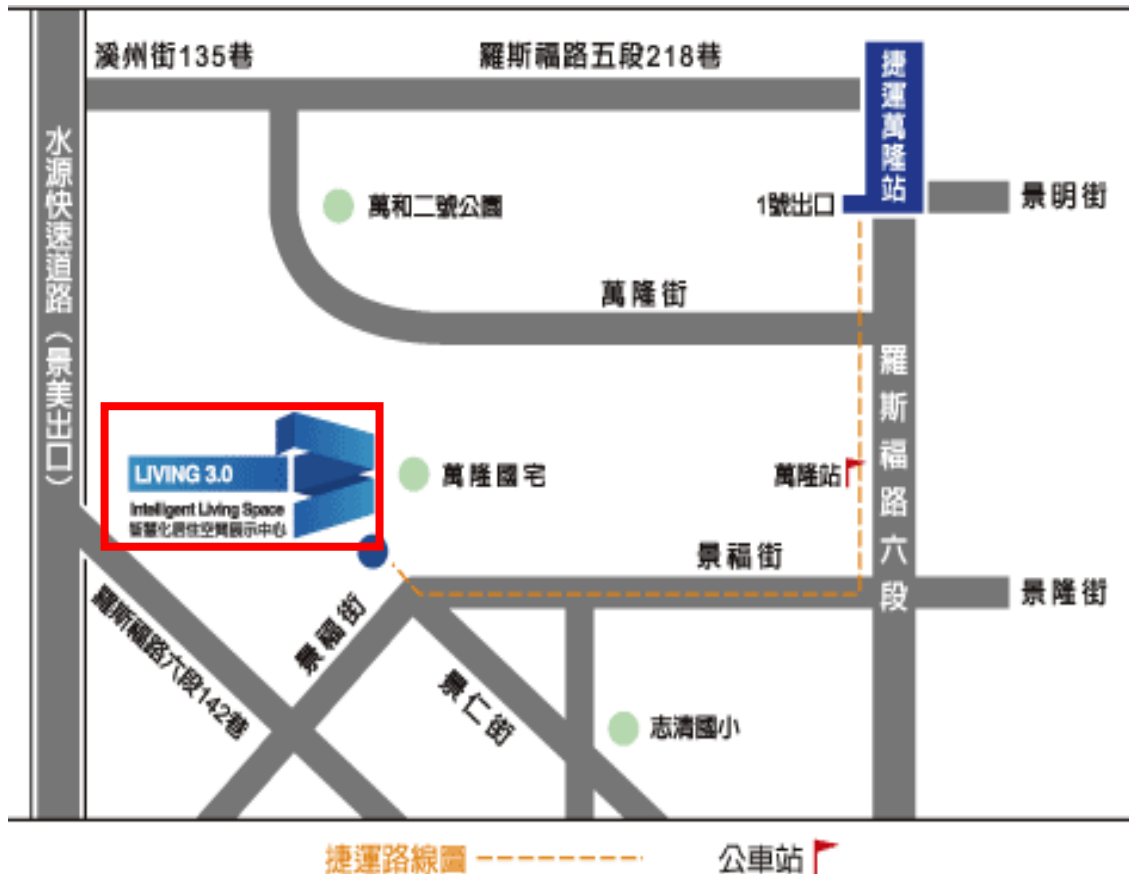 溪州街135巷
羅斯福路五段218巷
捷運萬隆站
水源快速道路（景美出口）
萬和二號公園
1號出口
景明街
萬隆街
羅斯福路六段
LIVING 3.0
Intelligent Living Space
智慧化居住空間展示中心
萬隆國宅
萬隆站
景福街
景隆街
羅斯福路六段142巷
景福街
景仁街
志清國小
捷運路線圖
公車站